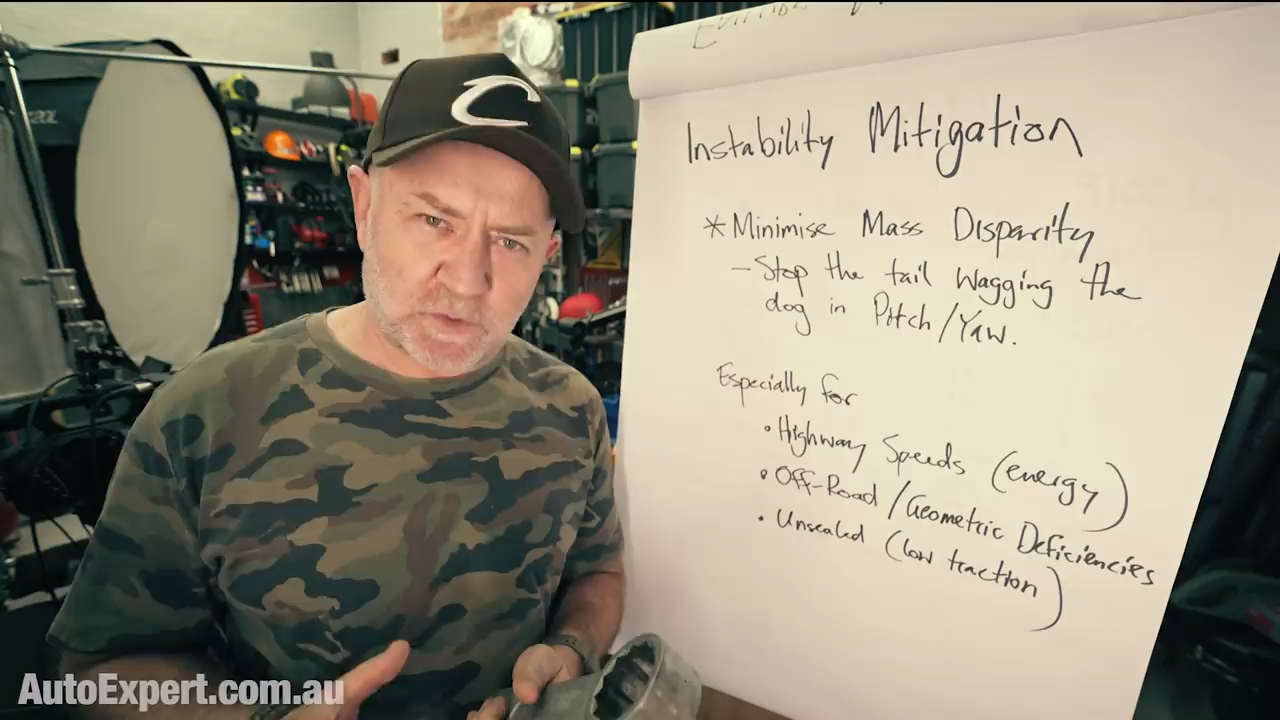 Instability Mitigation
* Minimise Mass Disparity
- Stop the tail wagging the
dog in Pitch/Yaw.
Especially for
• Highway Speeds (energy)
• Off-Road/Geometric Deficiencies
• Unsealed (low traction)
AutoExpert.com.au